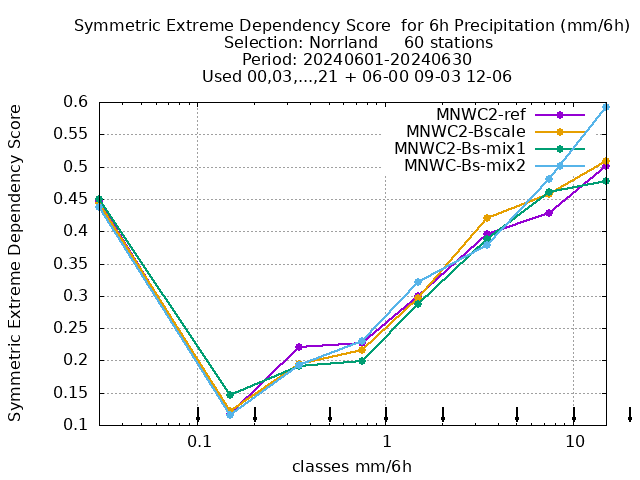 Symmetric Extreme Dependency Score  for 6h Precipitation (mm/6h)
Selection: Norrland     60 stations
Period: 20240601-20240630
Used 00,03,...,21 + 06-00 09-03 12-06
Symmetric Extreme Dependency Score
0.6
0.55
0.5
0.45
0.4
0.35
0.3
0.25
0.2
0.15
0.1
MNWC2-ref
MNWC2-Bscale
MNWC2-Bs-mix1
MNWC-Bs-mix2
0.1 1 10
classes mm/6h